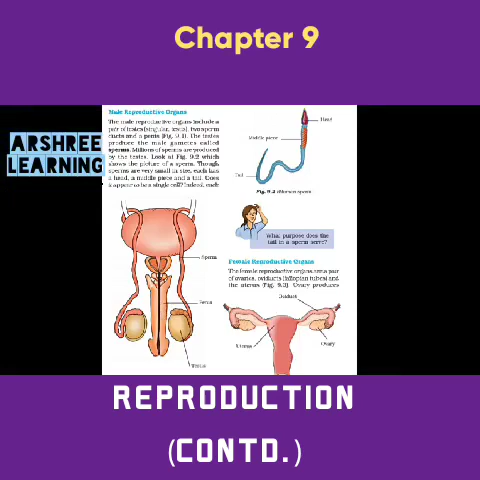 Chapter 9
ARSHREE
LEARNING
Male Reproductive Organs
The male reproductive organs include a
pair of testes (singular, testis), two sperm
ducts and a penis (Fig. 9.1). The testes
produce the male gametes called
sperms. Millions of sperms are produced
by the testes. Look at Fig. 9.2 which
shows the picture of a sperm. Though
sperms are very small in size, each has
a head, a middle piece and a tail. Does
it appear to be a single cell? Indeed, each
Head
Middle piece
Tail
Fig. 9.2 Human sperm
What purpose does the
tail in a sperm serve?
Female Reproductive Organs
The female reproductive organs are a pair
of ovaries, oviducts (fallopian tubes) and
the uterus (Fig. 9.3). Ovary produces
Sperm
Penis
Testis
Oviduct
Uterus
Ovary
REPRODUCTION
(CONTD.)